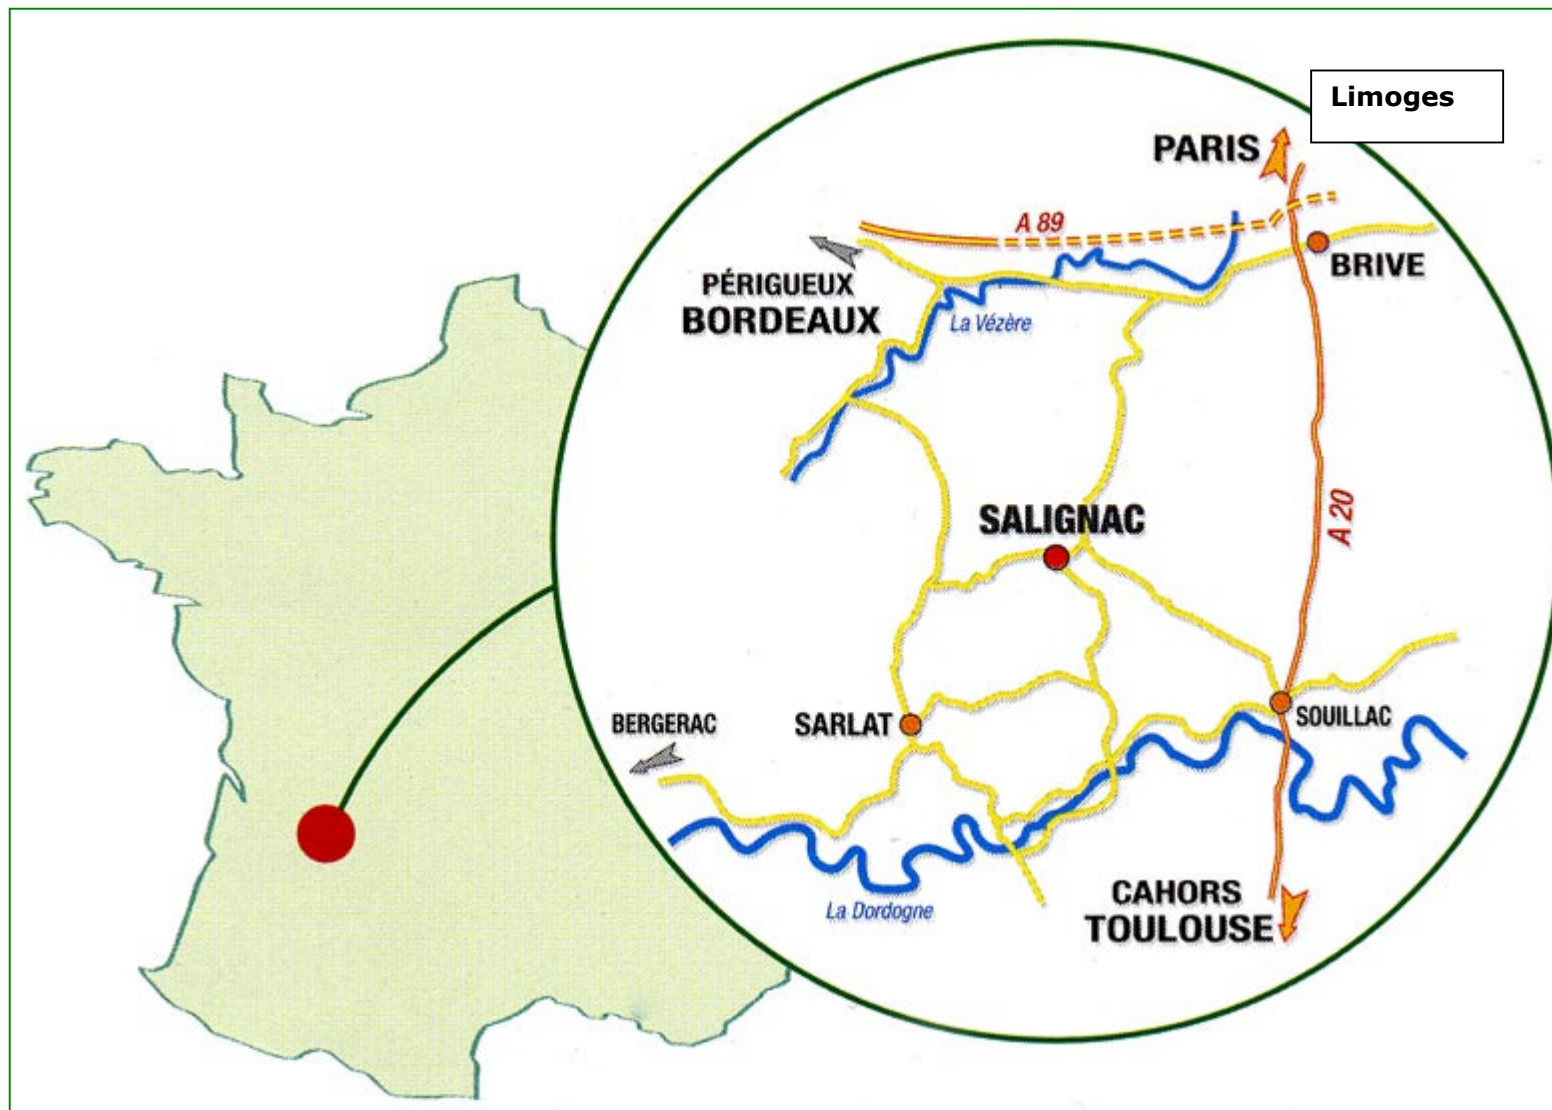 Limoges
PARIS
A 89
BRIVE
PÉRIGUEUX
BORDEAUX
La Vézère
A 20
SALIGNAC
BERGERAC
SARLAT
SOUILLAC
La Dordogne
CAHORS
TOULOUSE